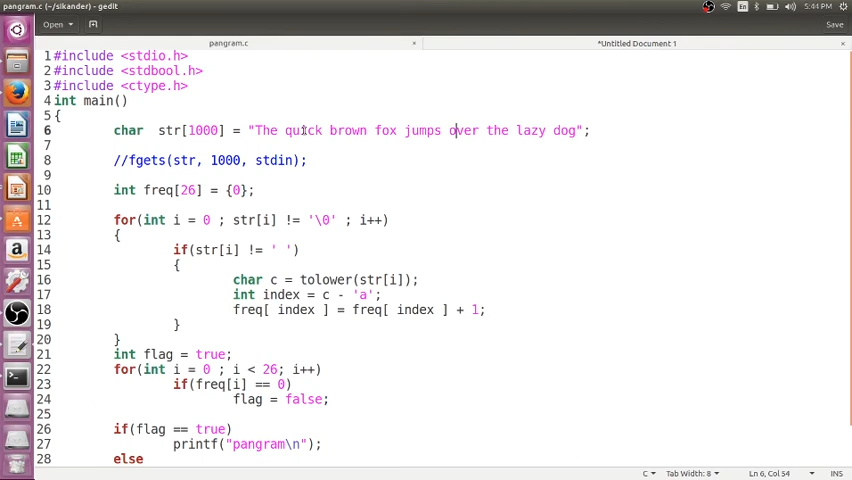 pangram.c (~/sikander) - gedit
En
5:44 PM
Open
Save
pangram.c
*Untitled Document 1
1 #include <stdio.h>
2 #include <stdbool.h>
3 #include <ctype.h>
4 int main()
5 {
6 char str[1000] = "The quick brown fox jumps over the lazy dog";
7
8 //fgets(str, 1000, stdin);
9
10 int freq[26] = {0};
11
12 for(int i = 0 ; str[i] != '\0' ; i++)
13 {
14 if(str[i] != ' ')
15 {
16 char c = tolower(str[i]);
17 int index = c - 'a';
18 freq[ index ] = freq[ index ] + 1;
19 }
20 }
21 int flag = true;
22 for(int i = 0 ; i < 26; i++)
23 if(freq[i] == 0)
24 flag = false;
25
26 if(flag == true)
27 printf("pangram\n");
28 else
C
Tab Width: 8
Ln 6, Col 54
INS